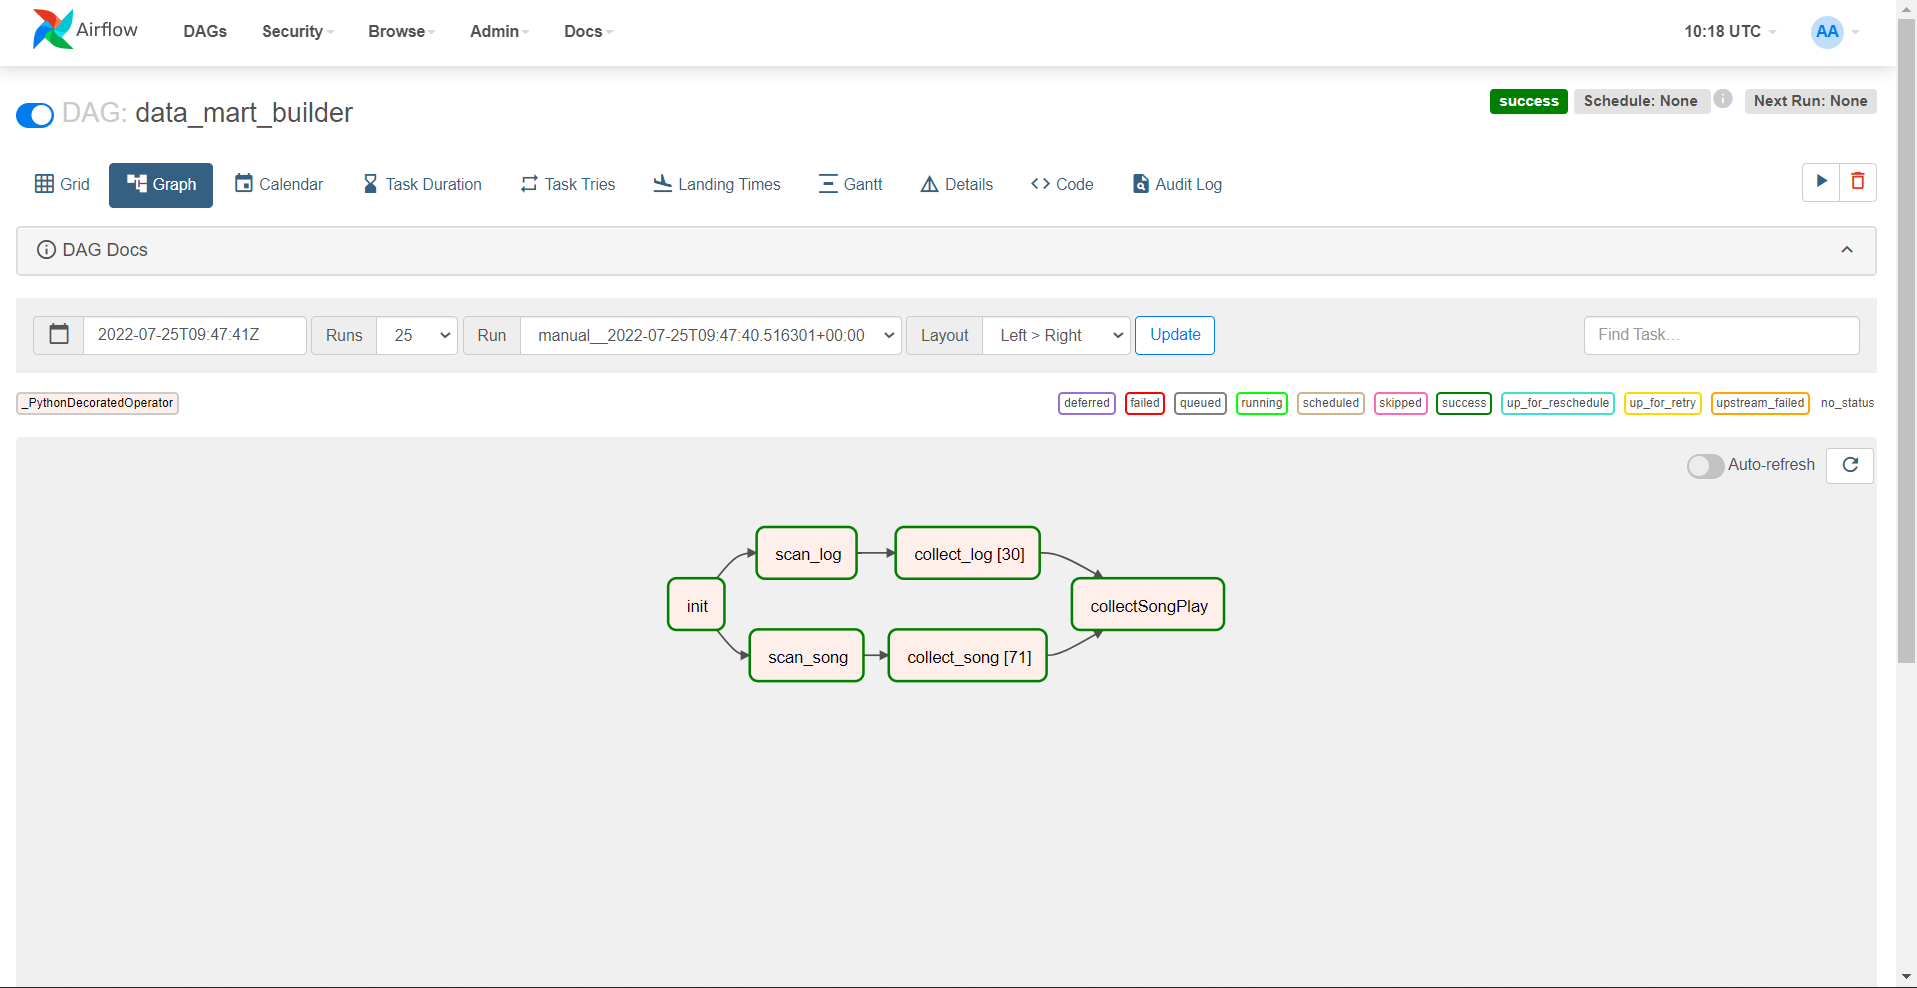 Airflow DAGs Security Browse Admin Docs 10:18 UTC AA
DAG: data_mart_builder success Schedule: None i Next Run: None
Grid Graph Calendar Task Duration Task Tries Landing Times Gantt Details Code Audit Log
DAG Docs
2022-07-25T09:47:41Z Runs 25 Run manual__2022-07-25T09:47:40.516301+00:00 Layout Left > Right Update Find Task…
_PythonDecoratedOperator deferred failed queued running scheduled skipped success up_for_reschedule up_for_retry upstream_failed no_status
Auto-refresh
scan_log collect_log [30]
init collectSongPlay
scan_song collect_song [71]